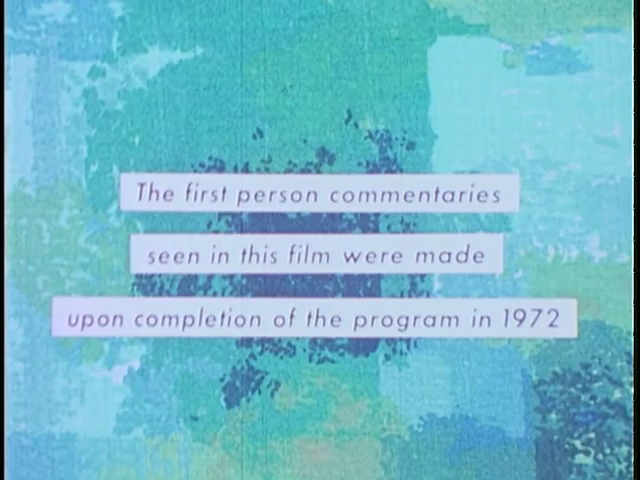 The first person commentaries
seen in this film were made
upon completion of the program in 1972